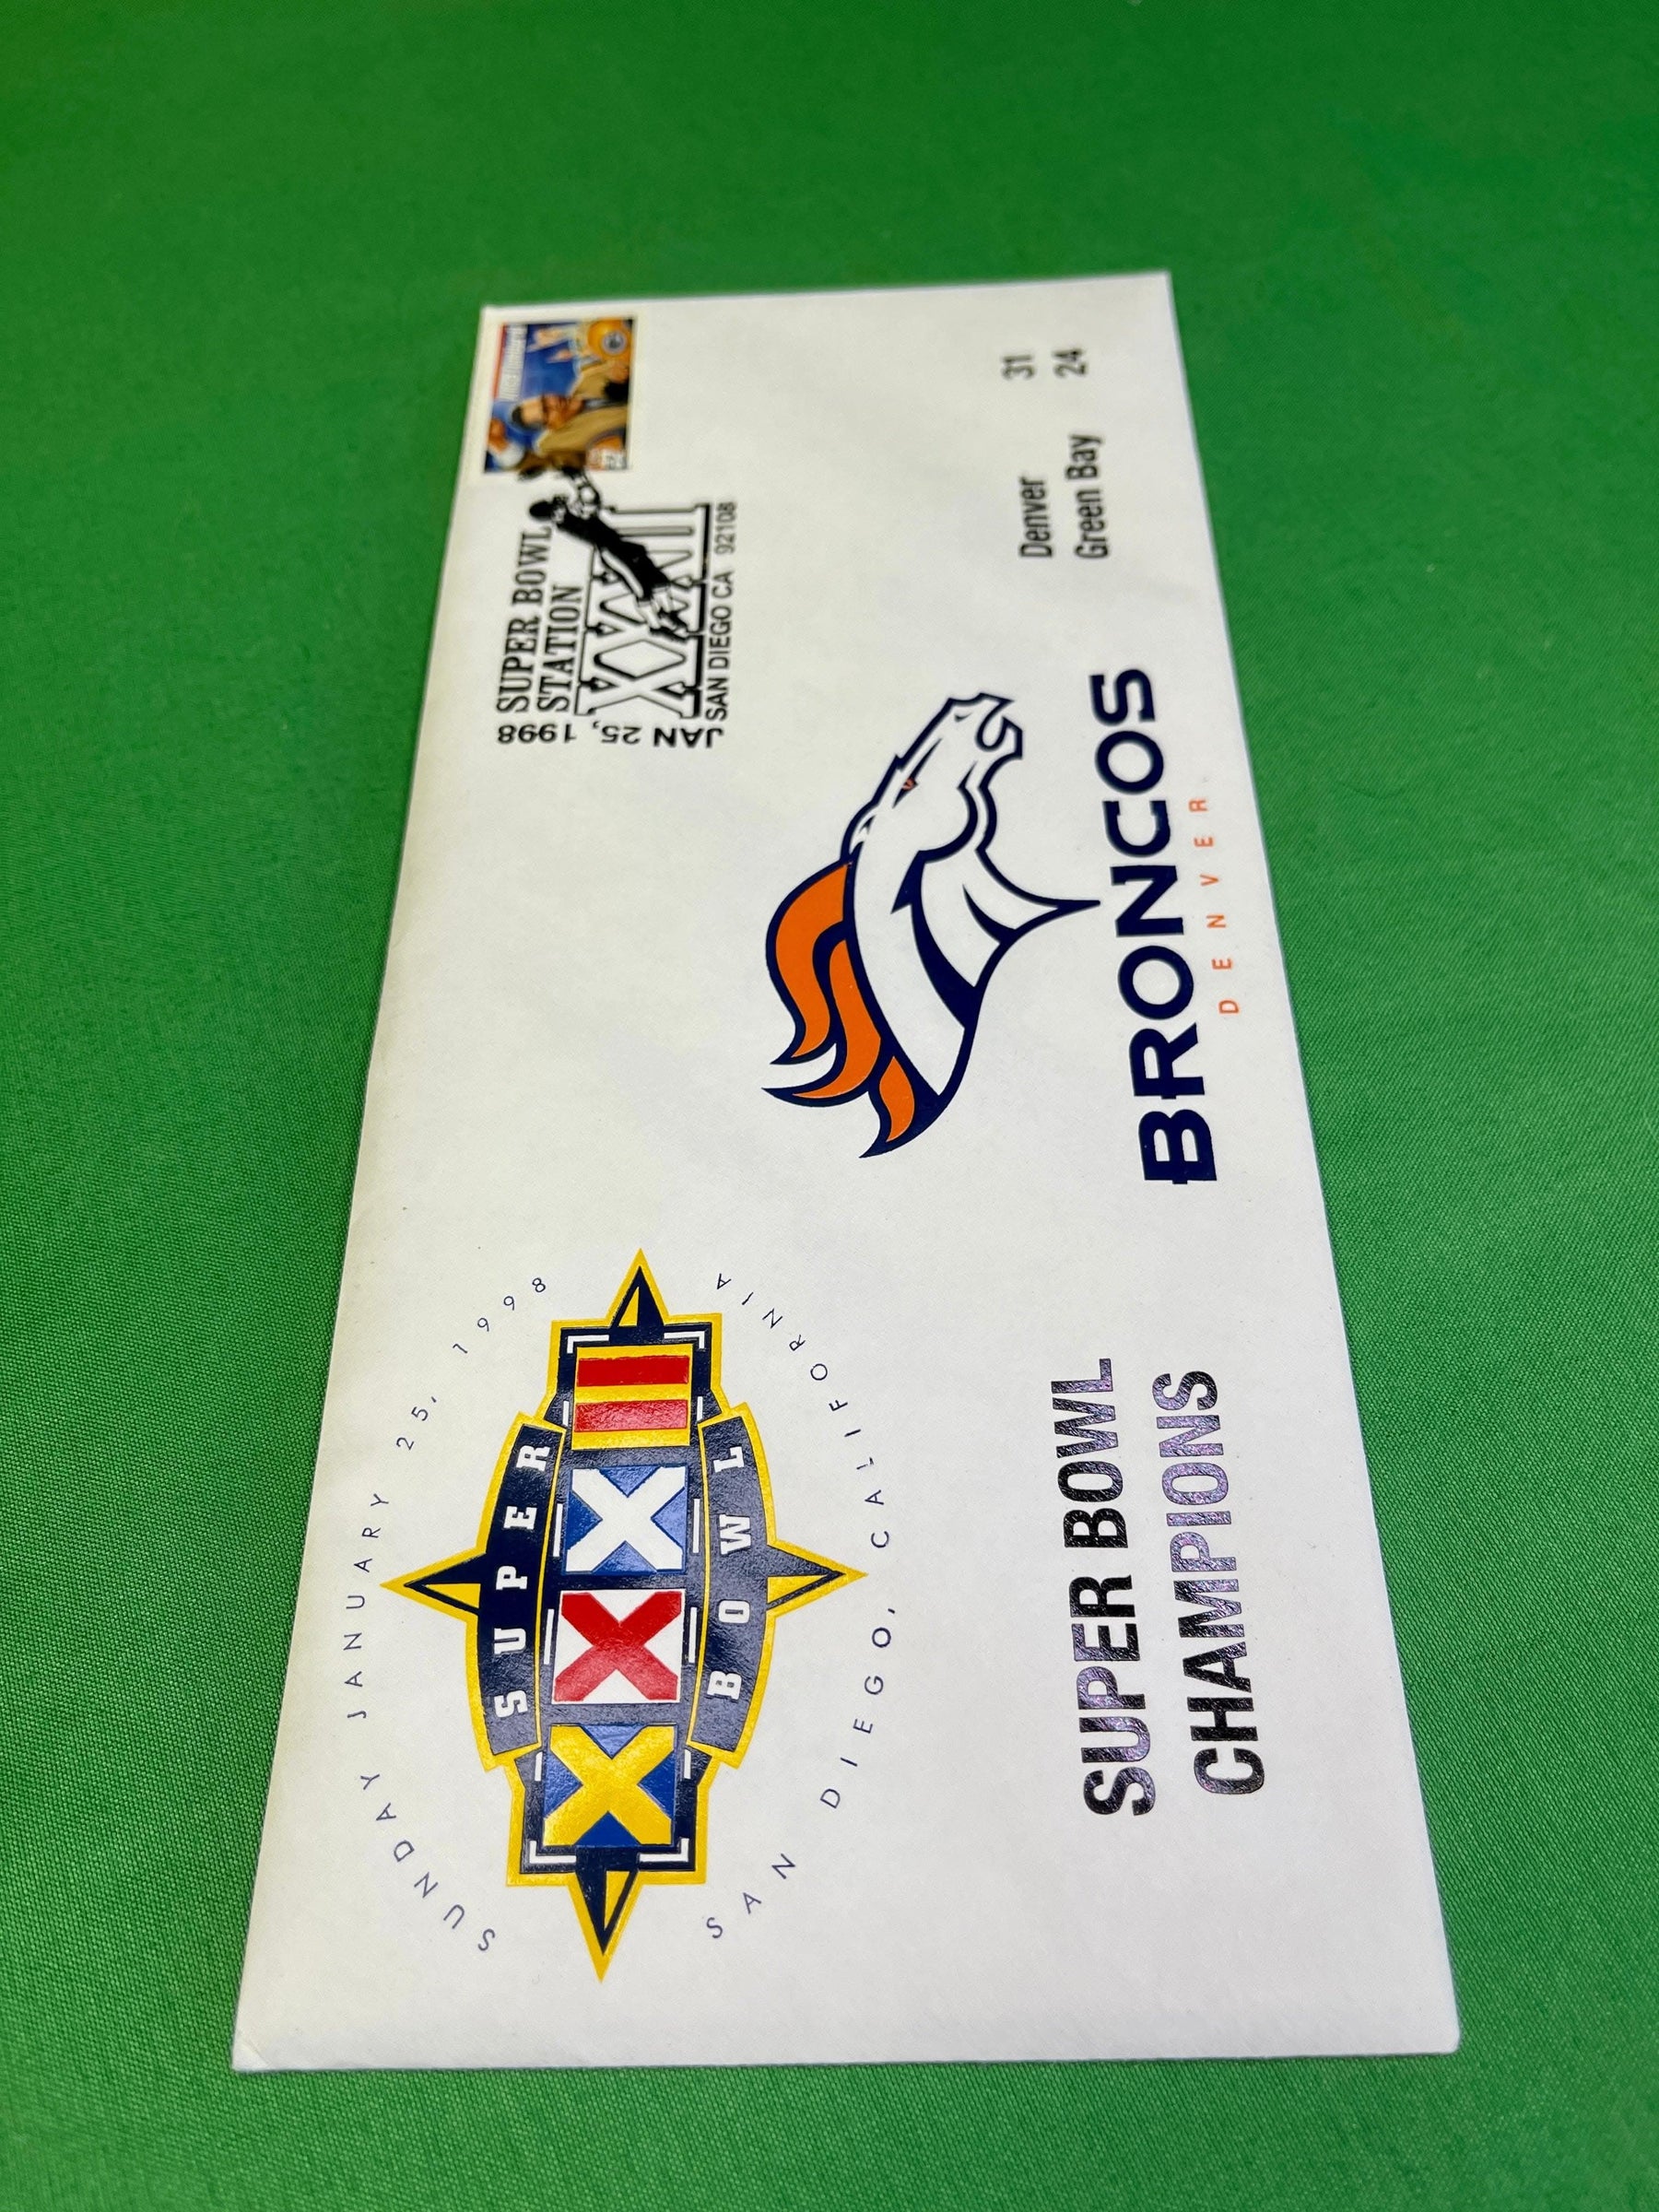 SUNDAY JANUARY 25, 1998
SUPER
BOWL
SAN DIEGO, CALIFORNIA
SUPER BOWL
STATION
JAN 25, 1998
XXXII
SAN DIEGO CA 92108
BRONCOS
DENVER
SUPER BOWL
CHAMPIONS
Denver 31
Green Bay 24